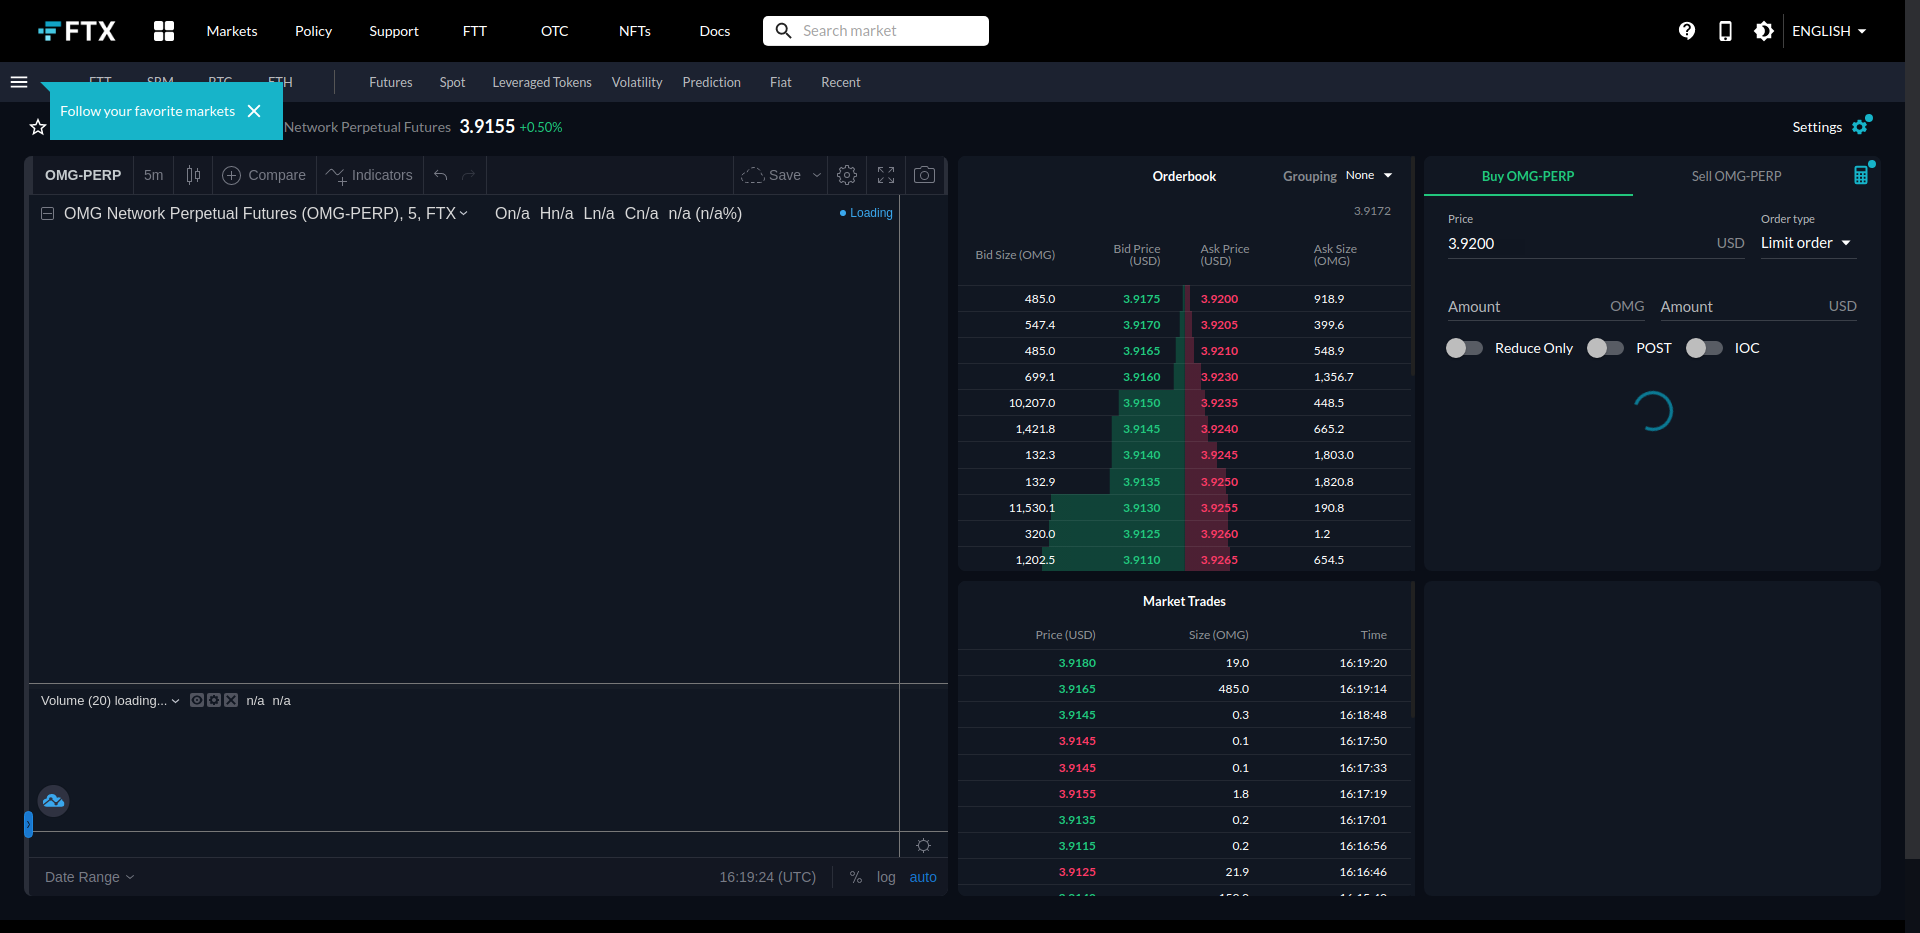 FTX
Markets
Policy
Support
FTT
OTC
NFTs
Docs
Search market
ENGLISH
FTT
SRM
BTC
ETH
Futures
Spot
Leveraged Tokens
Volatility
Prediction
Fiat
Recent
Follow your favorite markets
Network Perpetual Futures 3.9155 +0.50%
Settings
OMG-PERP
5m
Compare
Indicators
Save
OMG Network Perpetual Futures (OMG-PERP), 5, FTX
On/a Hn/a Ln/a Cn/a n/a (n/a%)
Loading
Volume (20) loading...
n/a n/a
Date Range
16:19:24 (UTC)
%
log
auto
Orderbook
Grouping
None
3.9172
Bid Size (OMG)
Bid Price
(USD)
Ask Price
(USD)
Ask Size
(OMG)
485.0 3.9175 3.9200 918.9
547.4 3.9170 3.9205 399.6
485.0 3.9165 3.9210 548.9
699.1 3.9160 3.9230 1,356.7
10,207.0 3.9150 3.9235 448.5
1,421.8 3.9145 3.9240 665.2
132.3 3.9140 3.9245 1,803.0
132.9 3.9135 3.9250 1,820.8
11,530.1 3.9130 3.9255 190.8
320.0 3.9125 3.9260 1.2
1,202.5 3.9110 3.9265 654.5
Market Trades
Price (USD) Size (OMG) Time
3.9180 19.0 16:19:20
3.9165 485.0 16:19:14
3.9145 0.3 16:18:48
3.9145 0.1 16:17:50
3.9145 0.1 16:17:33
3.9155 1.8 16:17:19
3.9135 0.2 16:17:01
3.9115 0.2 16:16:56
3.9125 21.9 16:16:46
Buy OMG-PERP
Sell OMG-PERP
Price
3.9200
USD
Order type
Limit order
Amount
OMG
Amount
USD
Reduce Only
POST
IOC